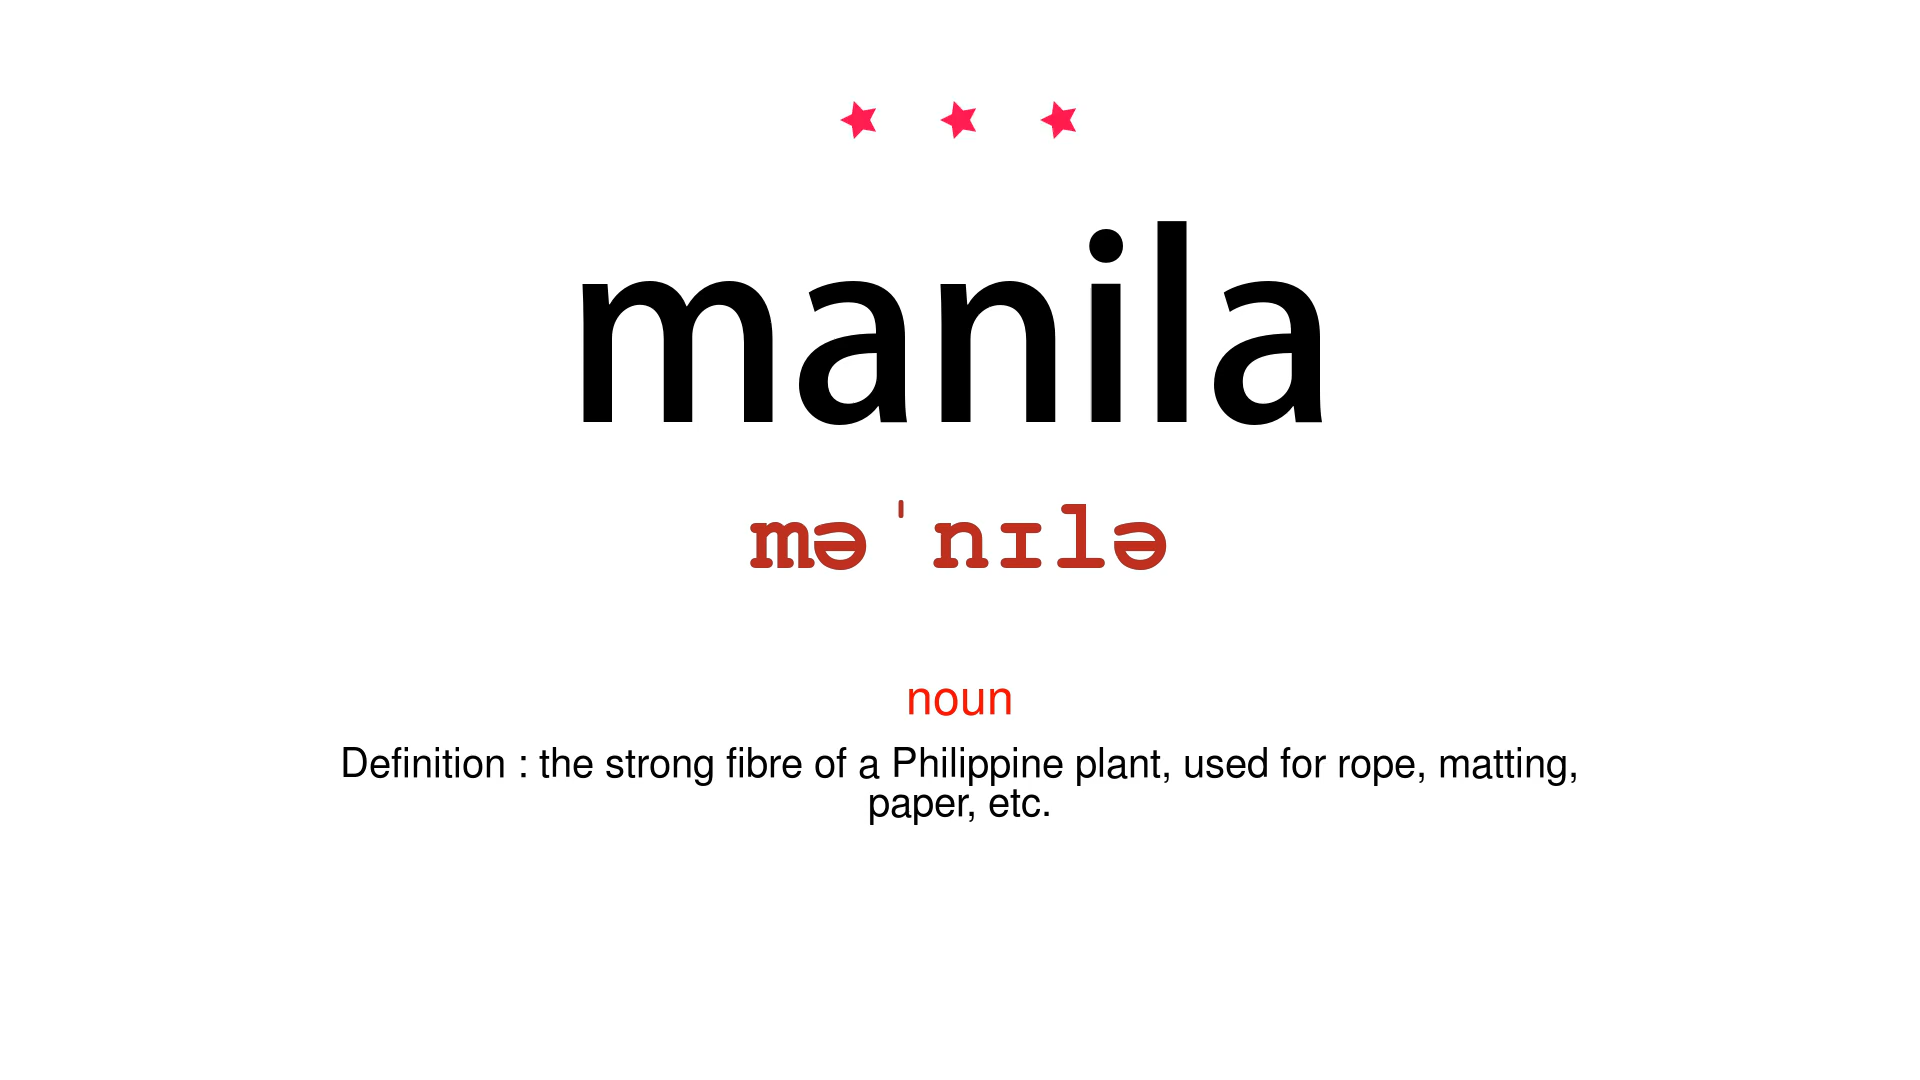 manila
məˈnɪlə
noun
Definition : the strong fibre of a Philippine plant, used for rope, matting,
paper, etc.